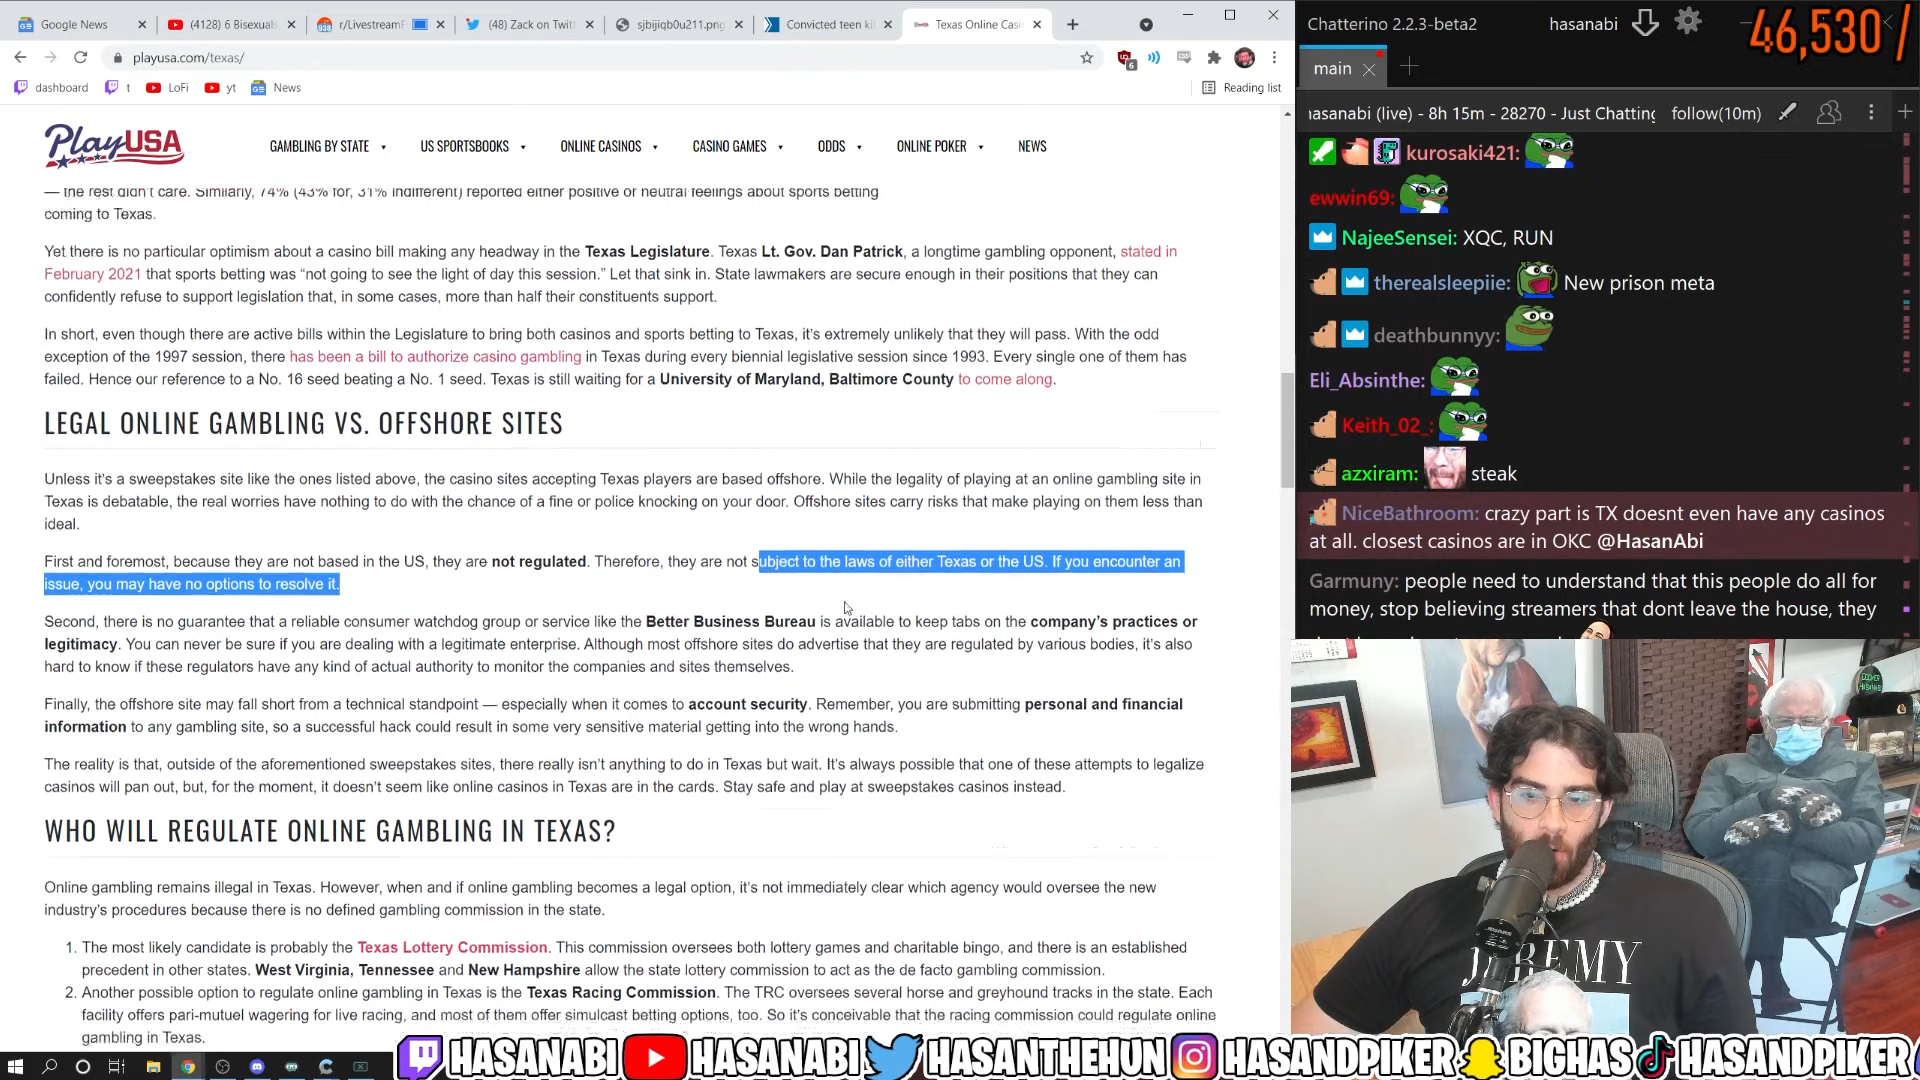 Google News
(4128) 6 Bisexuals
r/LivestreamF
(48) Zack on Twitt
sjbijiqb0u211.png
Convicted teen kil
Texas Online Casi
playusa.com/texas/
6
dashboard
t
LoFi
yt
News
Reading list
PlayUSA
GAMBLING BY STATE
US SPORTSBOOKS
ONLINE CASINOS
CASINO GAMES
ODDS
ONLINE POKER
NEWS
— the rest didn't care. Similarly, 74% (43% for, 31% indifferent) reported either positive or neutral feelings about sports betting
coming to Texas.
Yet there is no particular optimism about a casino bill making any headway in the Texas Legislature. Texas Lt. Gov. Dan Patrick, a longtime gambling opponent, stated in
February 2021 that sports betting was “not going to see the light of day this session.” Let that sink in. State lawmakers are secure enough in their positions that they can
confidently refuse to support legislation that, in some cases, more than half their constituents support.
In short, even though there are active bills within the Legislature to bring both casinos and sports betting to Texas, it's extremely unlikely that they will pass. With the odd
exception of the 1997 session, there has been a bill to authorize casino gambling in Texas during every biennial legislative session since 1993. Every single one of them has
failed. Hence our reference to a No. 16 seed beating a No. 1 seed. Texas is still waiting for a University of Maryland, Baltimore County to come along.
LEGAL ONLINE GAMBLING VS. OFFSHORE SITES
Unless it's a sweepstakes site like the ones listed above, the casino sites accepting Texas players are based offshore. While the legality of playing at an online gambling site in
Texas is debatable, the real worries have nothing to do with the chance of a fine or police knocking on your door. Offshore sites carry risks that make playing on them less than
ideal.
First and foremost, because they are not based in the US, they are not regulated. Therefore, they are not subject to the laws of either Texas or the US. If you encounter an
issue, you may have no options to resolve it.
Second, there is no guarantee that a reliable consumer watchdog group or service like the Better Business Bureau is available to keep tabs on the company's practices or
legitimacy. You can never be sure if you are dealing with a legitimate enterprise. Although most offshore sites do advertise that they are regulated by various bodies, it's also
hard to know if these regulators have any kind of actual authority to monitor the companies and sites themselves.
Finally, the offshore site may fall short from a technical standpoint — especially when it comes to account security. Remember, you are submitting personal and financial
information to any gambling site, so a successful hack could result in some very sensitive material getting into the wrong hands.
The reality is that, outside of the aforementioned sweepstakes sites, there really isn't anything to do in Texas but wait. It's always possible that one of these attempts to legalize
casinos will pan out, but, for the moment, it doesn't seem like online casinos in Texas are in the cards. Stay safe and play at sweepstakes casinos instead.
WHO WILL REGULATE ONLINE GAMBLING IN TEXAS?
Online gambling remains illegal in Texas. However, when and if online gambling becomes a legal option, it's not immediately clear which agency would oversee the new
industry's procedures because there is no defined gambling commission in the state.
1. The most likely candidate is probably the Texas Lottery Commission. This commission oversees both lottery games and charitable bingo, and there is an established
precedent in other states. West Virginia, Tennessee and New Hampshire allow the state lottery commission to act as the de facto gambling commission.
2. Another possible option to regulate online gambling in Texas is the Texas Racing Commission. The TRC oversees several horse and greyhound tracks in the state. Each
facility offers pari-mutuel wagering for live racing, and most of them offer simulcast betting options, too. So it's conceivable that the racing commission could regulate online
gambling in Texas.
Chatterino 2.2.3-beta2
hasanabi
46,530 /
main
hasanabi (live) - 8h 15m - 28270 - Just Chatting
follow(10m)
kurosaki421:
ewwin69:
NajeeSensei: XQC, RUN
therealsleepiie: New prison meta
deathbunnyy:
Eli_Absinthe:
Keith_02_:
azxiram: steak
NiceBathroom: crazy part is TX doesnt even have any casinos
at all. closest casinos are in OKC @HasanAbi
Garmuny: people need to understand that this people do all for
money, stop believing streamers that dont leave the house, they
JEREMY
HASANABI
HASANABI
HASANTHEHUN
HASANDPIKER
BIGHAS
HASANDPIKER